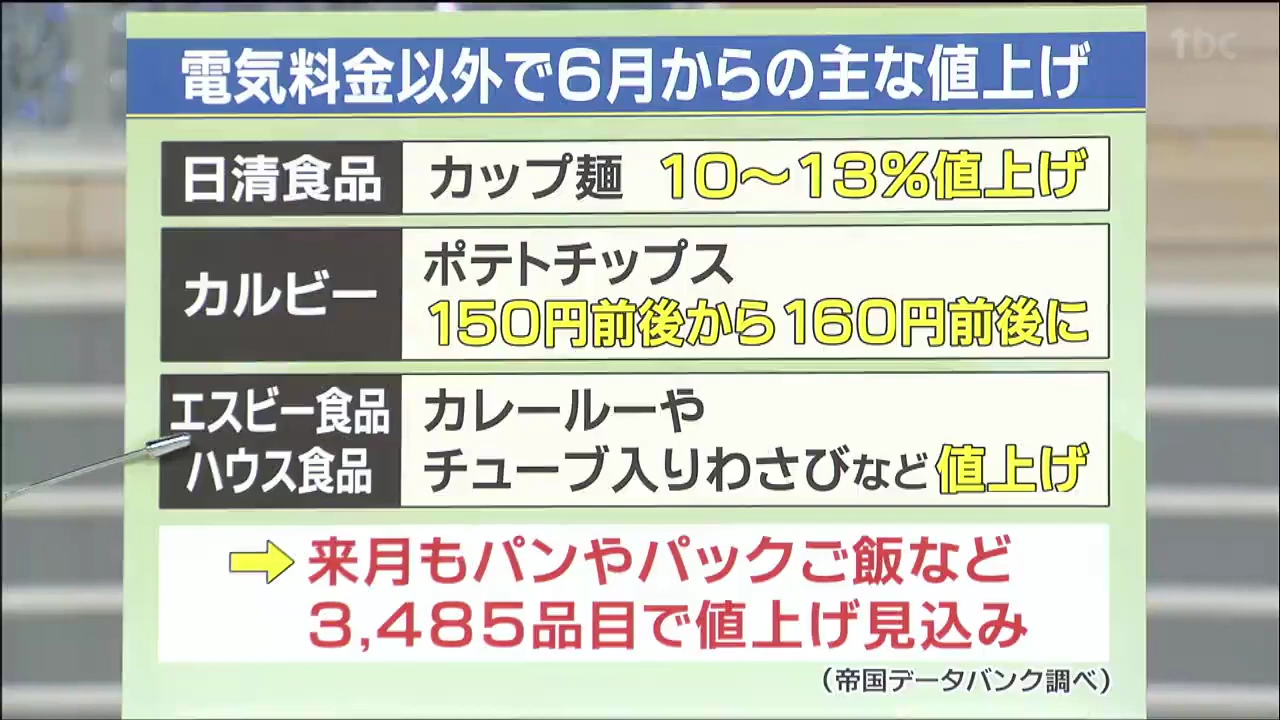 tbc
電気料金以外で6月からの主な値上げ
日清食品
カップ麺 10～13%値上げ
カルビー
ポテトチップス
150円前後から160円前後に
エスビー食品
ハウス食品
カレールーや
チューブ入りわさびなど値上げ
来月もパンやパックご飯など
3,485品目で値上げ見込み
（帝国データバンク調べ）